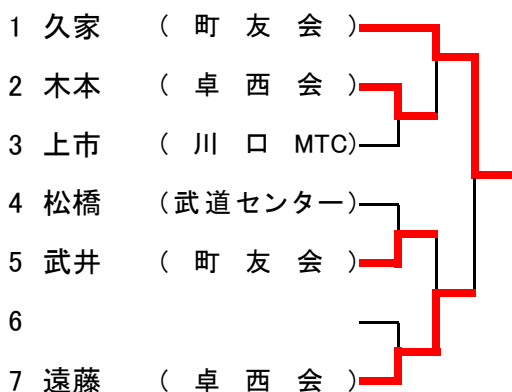 1 久家 (町友会)
2 木本 (卓西会)
3 上市 (川口 MTC)
4 松橋 (武道センター)
5 武井 (町友会)
6
7 遠藤 (卓西会)